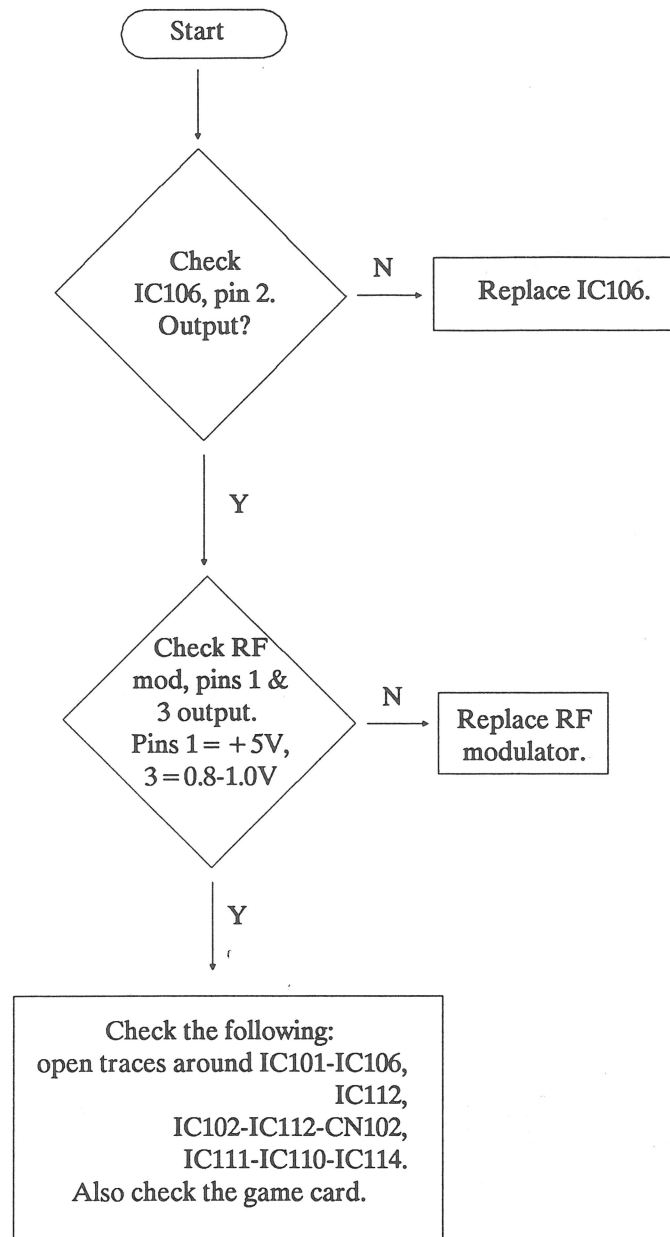 Start
Check
IC106, pin 2.
Output?
N
Replace IC106.
Y
Check RF
mod, pins 1 &
3 output.
Pins 1 = +5V,
3=0.8-1.0V
N
Replace RF
modulator.
Y
Check the following:
open traces around IC101-IC106,
IC112,
IC102-IC112-CN102,
IC111-IC110-IC114.
Also check the game card.